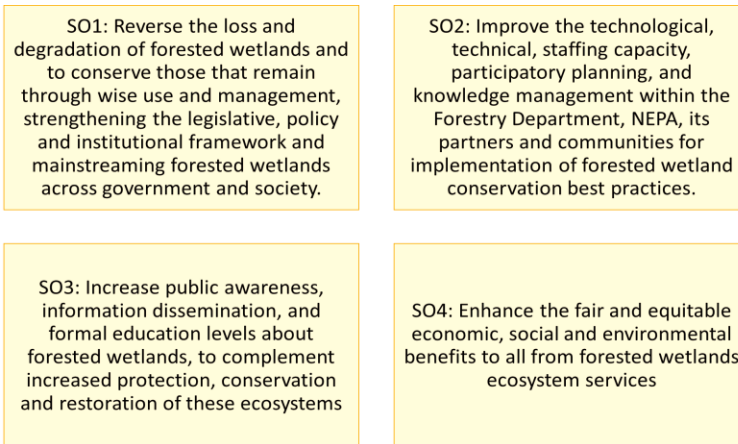 SO1: Reverse the loss and
degradation of forested wetlands and
to conserve those that remain
through wise use and management,
strengthening the legislative, policy
and institutional framework and
mainstreaming forested wetlands
across government and society.
SO2: Improve the technological,
technical, staffing capacity,
participatory planning, and
knowledge management within the
Forestry Department, NEPA, its
partners and communities for
implementation of forested wetland
conservation best practices.
SO3: Increase public awareness,
information dissemination, and
formal education levels about
forested wetlands, to complement
increased protection, conservation
and restoration of these ecosystems
SO4: Enhance the fair and equitable
economic, social and environmental
benefits to all from forested wetlands
ecosystem services